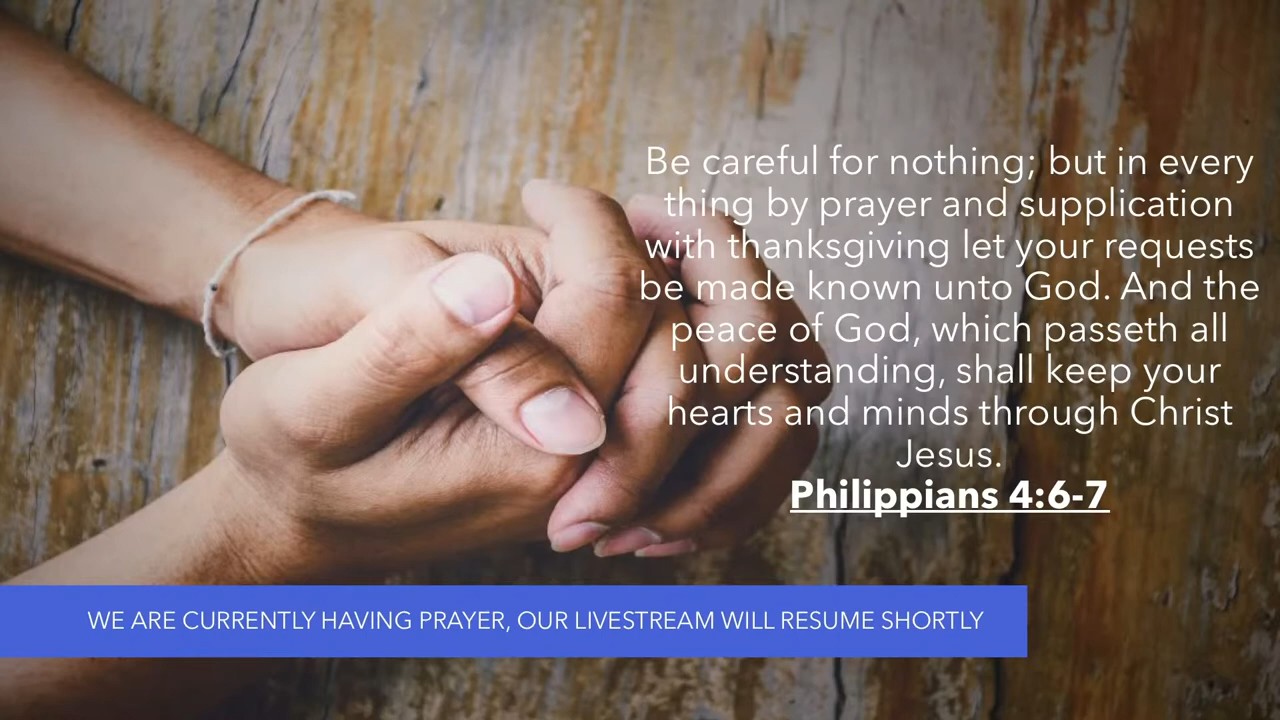 Be careful for nothing; but in every
thing by prayer and supplication
with thanksgiving let your requests
be made known unto God. And the
peace of God, which passeth all
understanding, shall keep your
hearts and minds through Christ
Jesus.
Philippians 4:6-7
WE ARE CURRENTLY HAVING PRAYER, OUR LIVESTREAM WILL RESUME SHORTLY